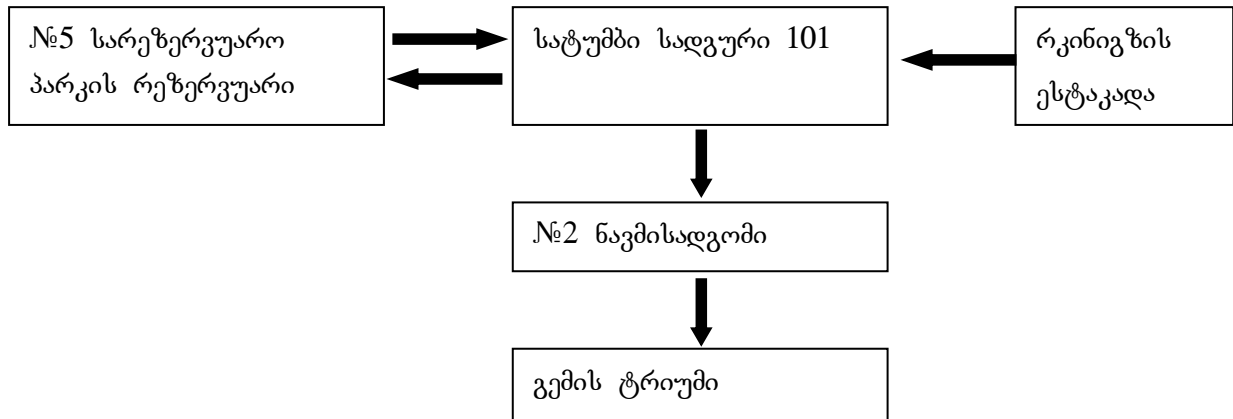 №5 სარეზერვუარო
პარკის რეზერვუარი
სატუმბი სადგური 101
რკინიგზის
ესტაკადა
№2 ნავმისადგომი
გემის ტრიუმი